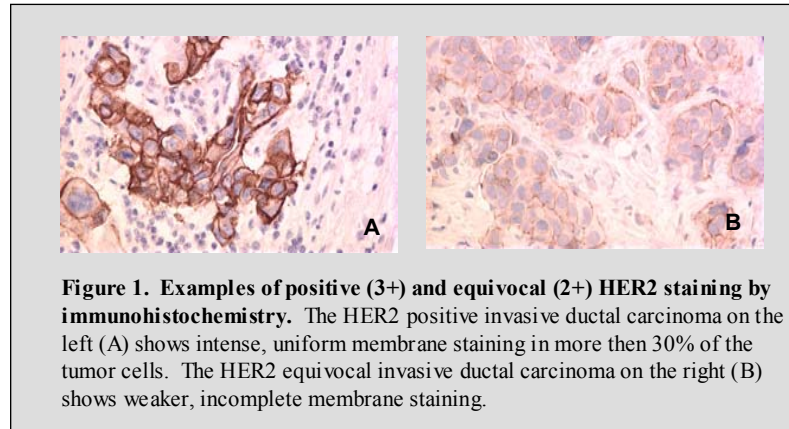 A
B
Figure 1. Examples of positive (3+) and equivocal (2+) HER2 staining by
immunohistochemistry. The HER2 positive invasive ductal carcinoma on the
left (A) shows intense, uniform membrane staining in more then 30% of the
tumor cells. The HER2 equivocal invasive ductal carcinoma on the right (B)
shows weaker, incomplete membrane staining.